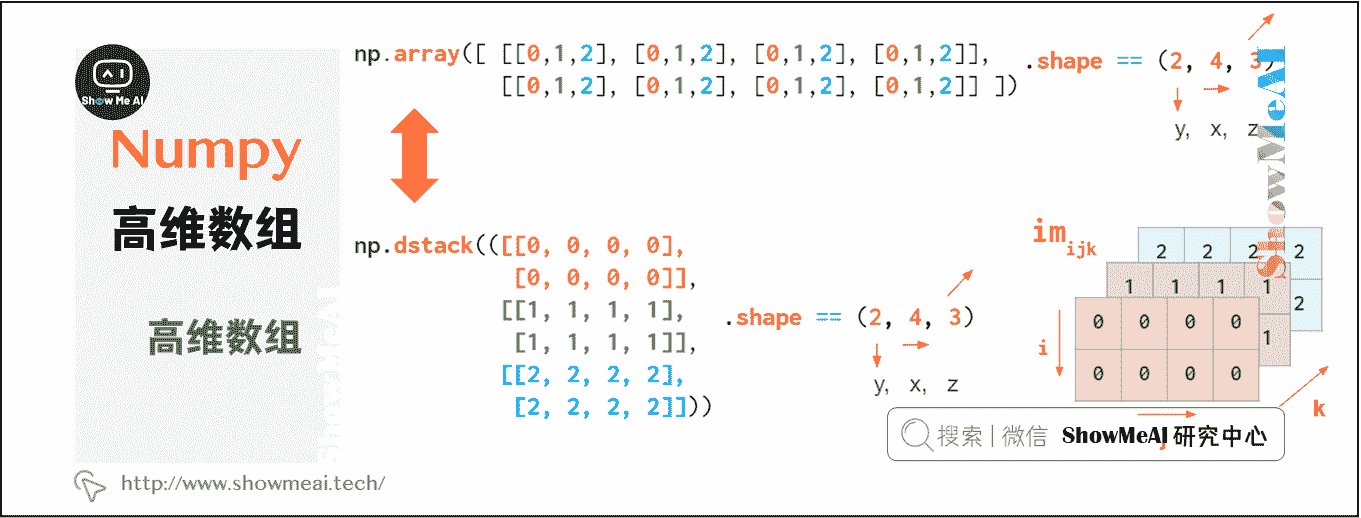 Show Me AI
Numpy
高维数组
高维数组
ShowMeAI
http://www.showmeai.tech/
np.array([ [[0,1,2], [0,1,2], [0,1,2], [0,1,2]],
[[0,1,2], [0,1,2], [0,1,2], [0,1,2]] ])
.shape == (2, 4, 3)
y, x, z
np.dstack(([[0, 0, 0, 0],
[0, 0, 0, 0]],
[[1, 1, 1, 1],
[1, 1, 1, 1]],
[[2, 2, 2, 2],
[2, 2, 2, 2]]))
.shape == (2, 4, 3)
y, x, z
ShowMeAI
im ijk
2 2 2 2
1 1 1 1
0 0 0 0
2
1
0 0 0 0
i
k
搜索 | 微信 ShowMeAI 研究中心